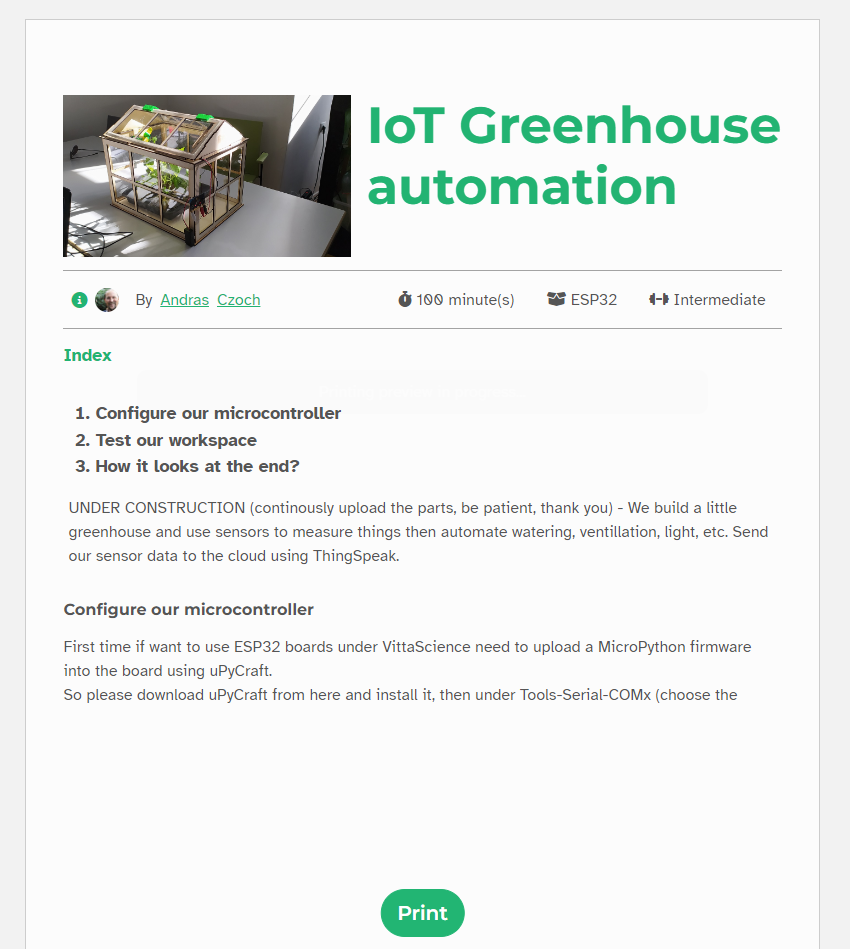 IoT Greenhouse
automation
By Andras Czoch
100 minute(s)
ESP32
Intermediate
Index
1. Configure our microcontroller
2. Test our workspace
3. How it looks at the end?
UNDER CONSTRUCTION (continously upload the parts, be patient, thank you) - We build a little
greenhouse and use sensors to measure things then automate watering, ventillation, light, etc. Send
our sensor data to the cloud using ThingSpeak.
Configure our microcontroller
First time if want to use ESP32 boards under VittaScience need to upload a MicroPython firmware
into the board using uPyCraft.
So please download uPyCraft from here and install it, then under Tools-Serial-COMx (choose the
Print